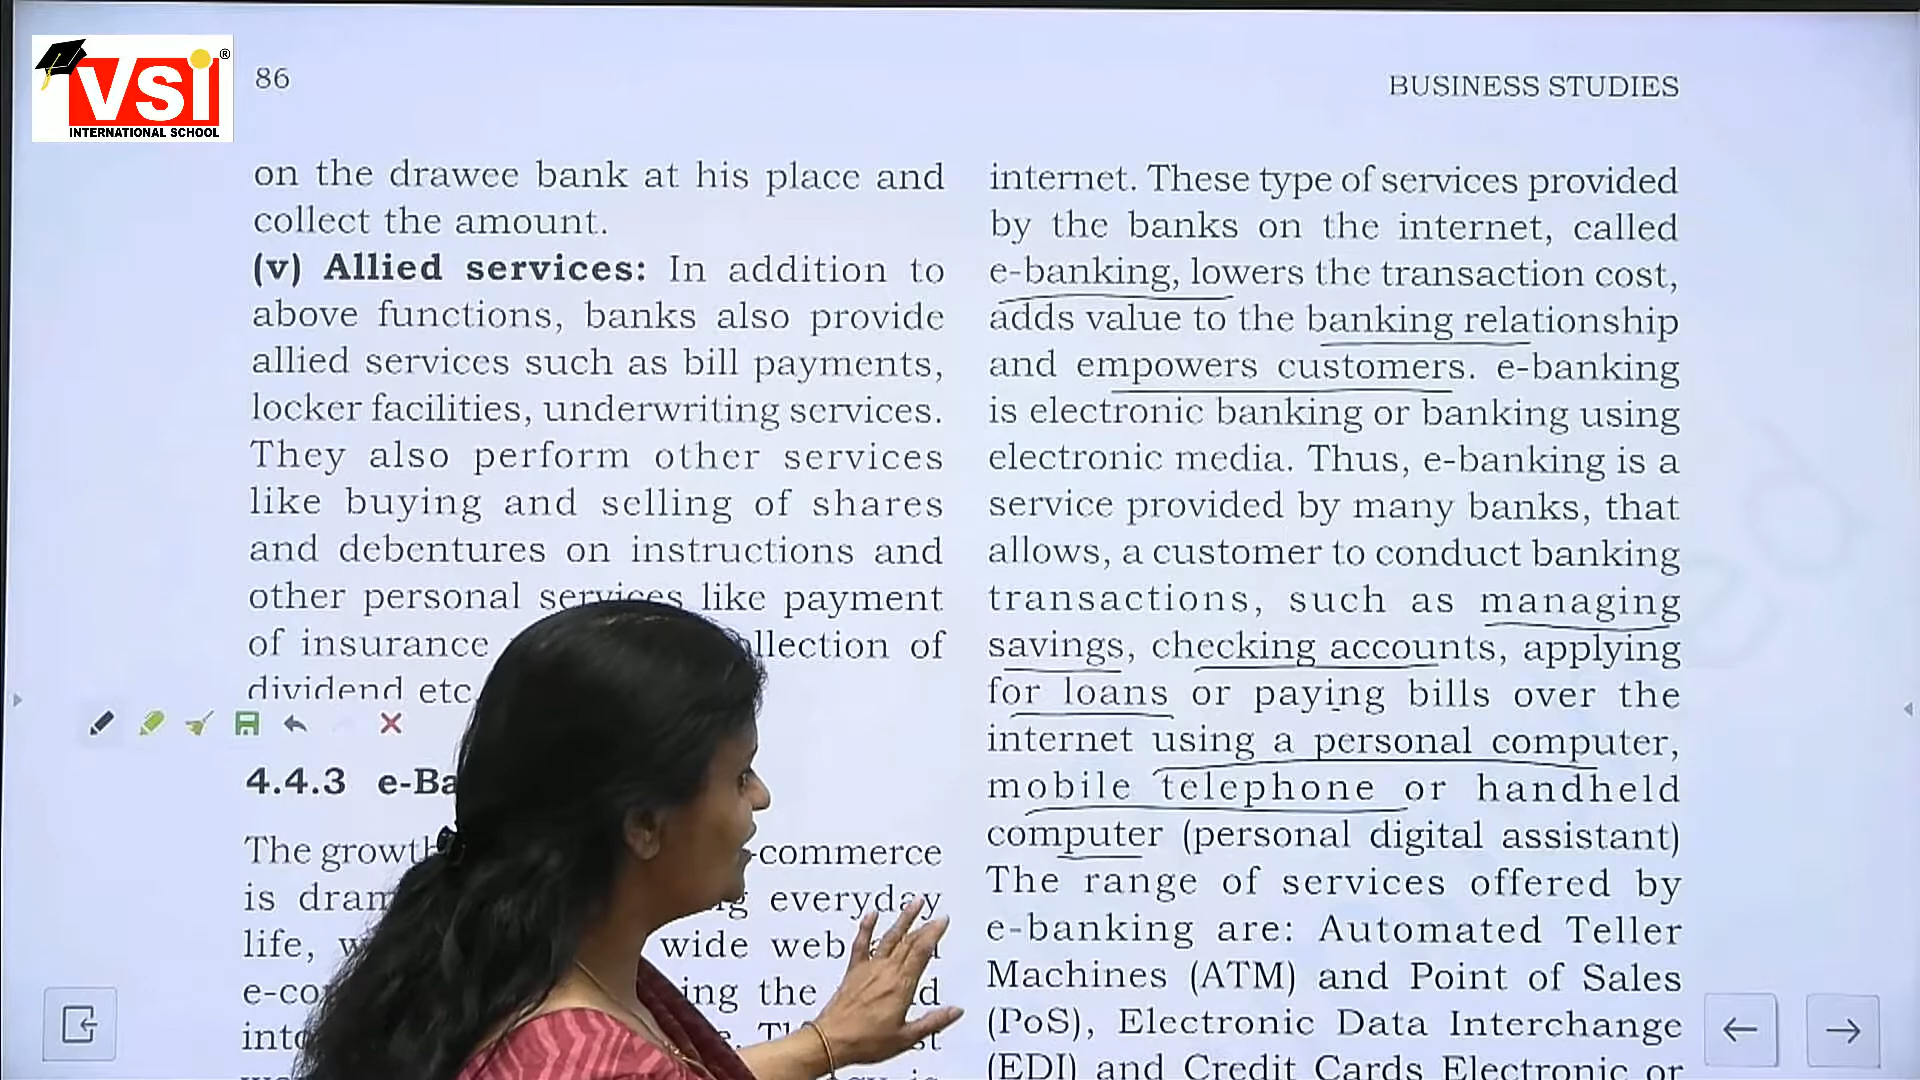 VSI
®
INTERNATIONAL SCHOOL
86
BUSINESS STUDIES
on the drawee bank at his place and
collect the amount.
(v) Allied services: In addition to
above functions, banks also provide
allied services such as bill payments,
locker facilities, underwriting services.
They also perform other services
like buying and selling of shares
and debentures on instructions and
other personal services like payment
of insurance
dividend etc.
4.4.3 e-Ba
The growth -commerce
is everyday
life, wide web
the
internet. These type of services provided
by the banks on the internet, called
e-banking, lowers the transaction cost,
adds value to the banking relationship
and empowers customers. e-banking
is electronic banking or banking using
electronic media. Thus, e-banking is a
service provided by many banks, that
allows, a customer to conduct banking
transactions, such as managing
savings, checking accounts, applying
for loans or paying bills over the
internet using a personal computer,
mobile telephone or handheld
computer (personal digital assistant)
The range of services offered by
e-banking are: Automated Teller
Machines (ATM) and Point of Sales
(PoS), Electronic Data Interchange
(EDI) and Credit Cards Electronic or